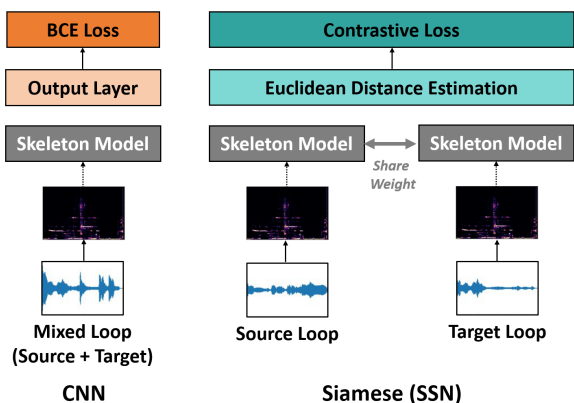 BCE Loss
Output Layer
Skeleton Model
Mixed Loop
(Source + Target)
CNN
Contrastive Loss
Euclidean Distance Estimation
Skeleton Model
Share
Weight
Skeleton Model
Source Loop
Target Loop
Siamese (SSN)